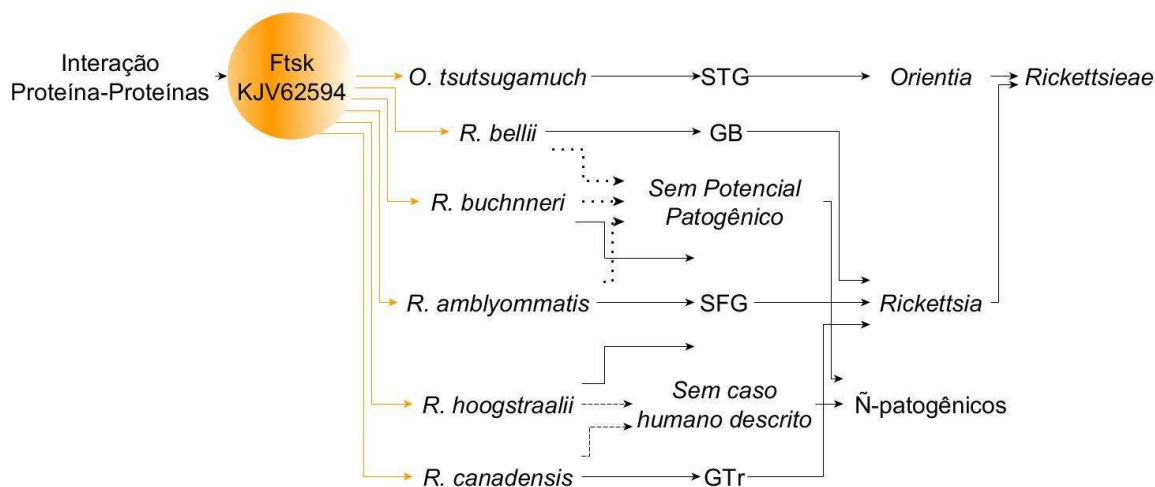 Interação
Proteína-Proteínas
Ftsk
KJV62594
O. tsutsugamuch
STG
Orientia
Rickettsieae
R. bellii
GB
R. buchnneri
Sem Potencial
Patogênico
R. amblyommatis
SFG
Rickettsia
R. hoogstraalii
Sem caso
humano descrito
Ñ-patogênicos
R. canadensis
GTr